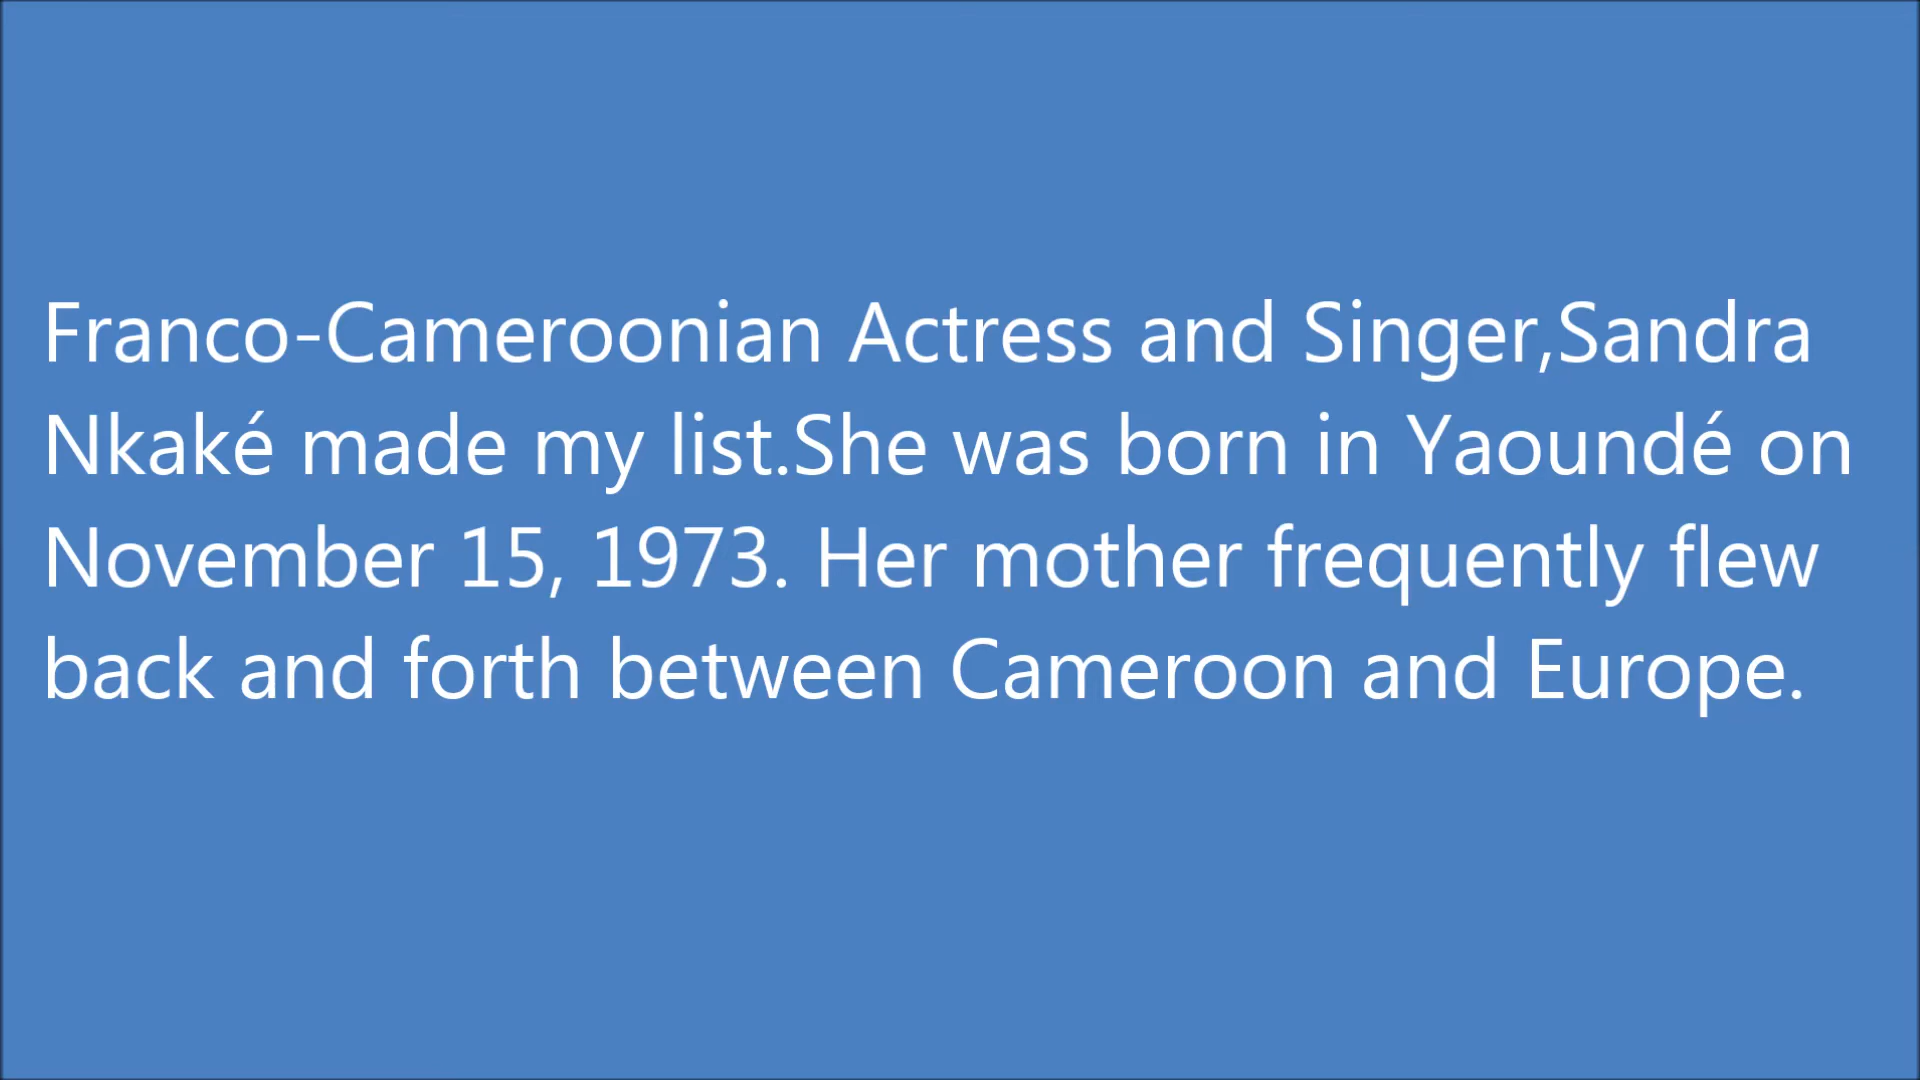 Franco-Cameroonian Actress and Singer,Sandra
Nkaké made my list.She was born in Yaoundé on
November 15, 1973. Her mother frequently flew
back and forth between Cameroon and Europe.